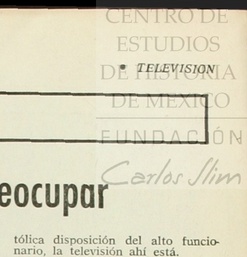 CENTRO DE
ESTUDIOS
• TELEVISION
DE HISTORIA
DE MEXICO
FUNDACIÓN
Carlos Slim
eocupar
tólica disposición del alto funcio-
nario, la televisión ahí está.